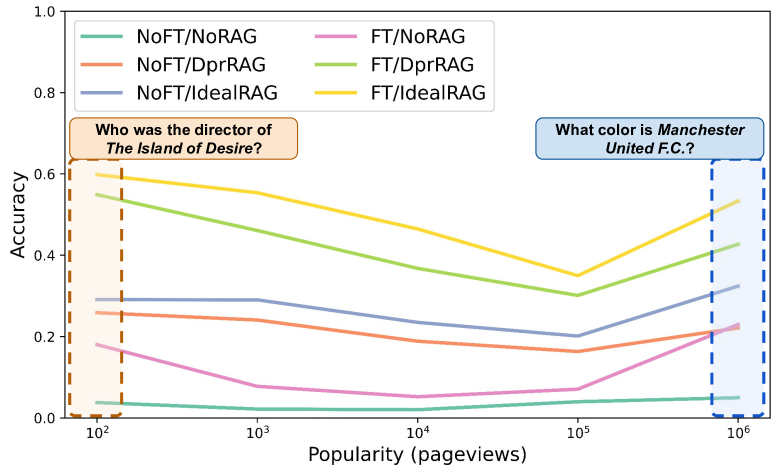 1.0
0.8
0.6
0.4
0.2
0.0
Accuracy
NoFT/NoRAG
NoFT/DprRAG
NoFT/IdealRAG
FT/NoRAG
FT/DprRAG
FT/IdealRAG
Who was the director of
The Island of Desire?
What color is Manchester
United F.C.?
10²
10³
10⁴
10⁵
10⁶
Popularity (pageviews)